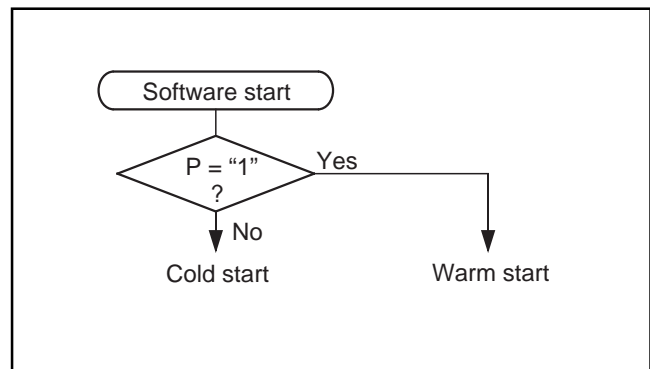 Software start
P = “1”
?
Yes
No
Cold start
Warm start